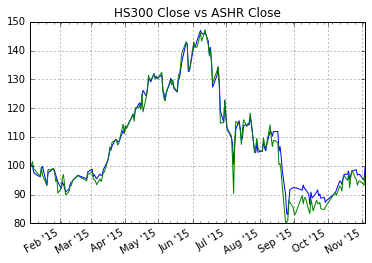 HS300 Close vs ASHR Close
150
140
130
120
110
100
90
80
Feb '15
Mar '15
Apr '15
May '15
Jun '15
Jul '15
Aug '15
Sep '15
Oct '15
Nov '15